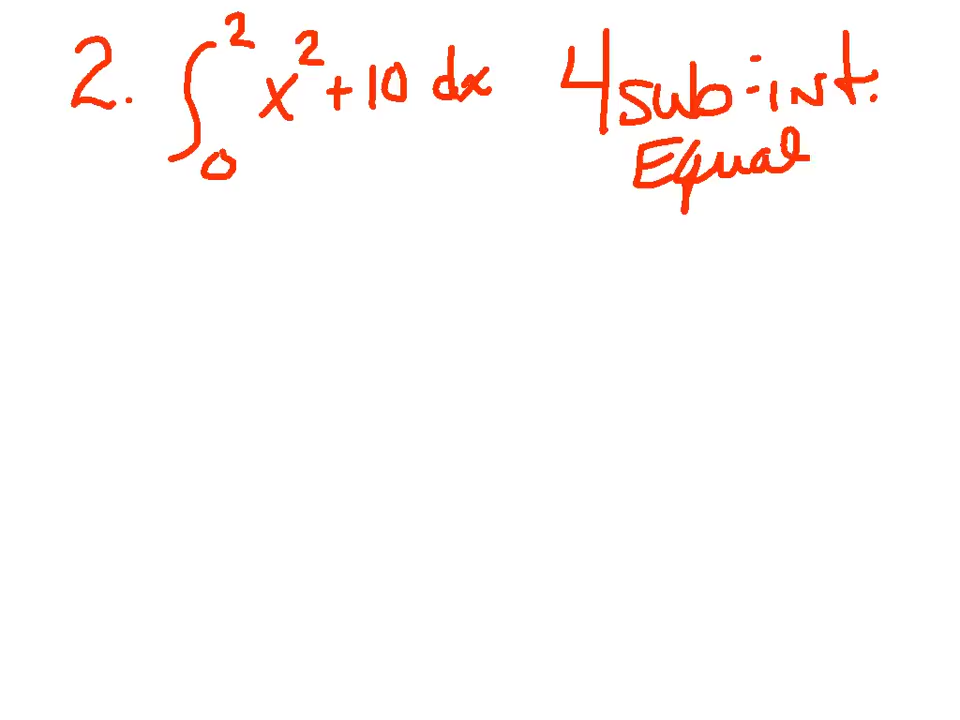 2. ∫₀² x² + 10 dx 4 sub-int.
Equal